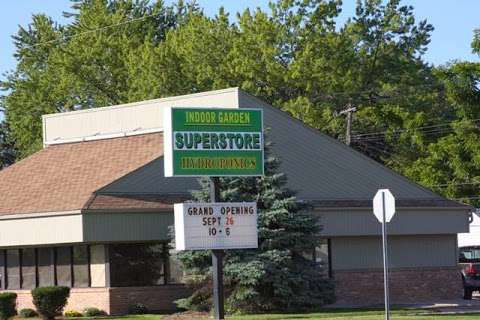 INDOOR GARDEN
SUPERSTORE
HYDROPONICS
GRAND OPENING
SEPT 26
10-6